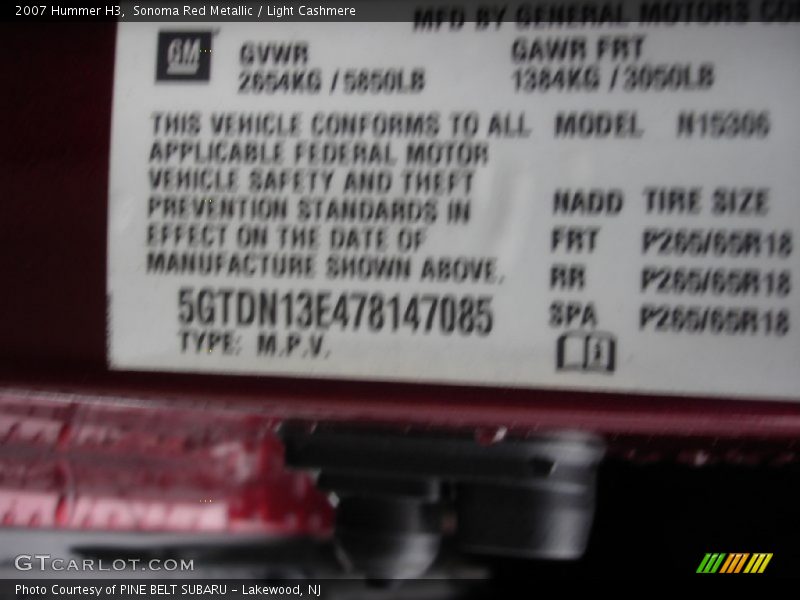 2007 Hummer H3, Sonoma Red Metallic / Light Cashmere
MFD BY GENERAL MOTORS CO
GM
GVWR
2654KG / 5850LB
GAWR FRT
1384KG / 3050LB
THIS VEHICLE CONFORMS TO ALL
APPLICABLE FEDERAL MOTOR
VEHICLE SAFETY AND THEFT
PREVENTION STANDARDS IN
EFFECT ON THE DATE OF
MANUFACTURE SHOWN ABOVE.
5GTDN13E478147085
TYPE: M.P.V.
MODEL N15306
NADD TIRE SIZE
FRT P265/65R18
RR P265/65R18
SPA P265/65R18
GTCARLOT.COM
Photo Courtesy of PINE BELT SUBARU - Lakewood, NJ